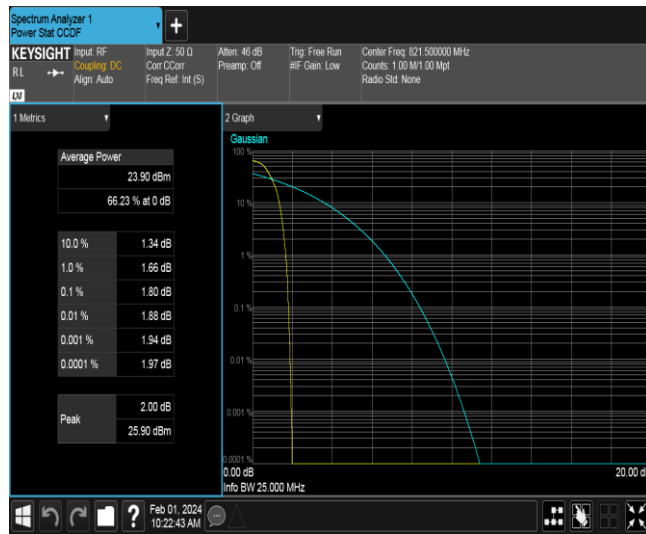 Spectrum Analyzer 1
Power Stat CCDF
+
KEYSIGHT
RL
LXI
Input: RF
Coupling: DC
Align: Auto
Input Z: 50 Ω
Corr CCorr
Freq Ref: Int (S)
Atten: 46 dB
Preamp: Off
Trig: Free Run
#IF Gain: Low
Center Freq: 821.500000 MHz
Counts: 1.00 M/1.00 Mpt
Radio Std: None
1 Metrics
Average Power
23.90 dBm
66.23 % at 0 dB
10.0 % 1.34 dB
1.0 % 1.66 dB
0.1 % 1.80 dB
0.01 % 1.88 dB
0.001 % 1.94 dB
0.0001 % 1.97 dB
Peak
2.00 dB
25.90 dBm
2 Graph
Gaussian
100 %
10 %
1 %
0.1 %
0.01 %
0.001 %
0.0001 %
0.00 dB
20.00 d
Info BW 25.000 MHz
?
Feb 01, 2024
10:22:43 AM